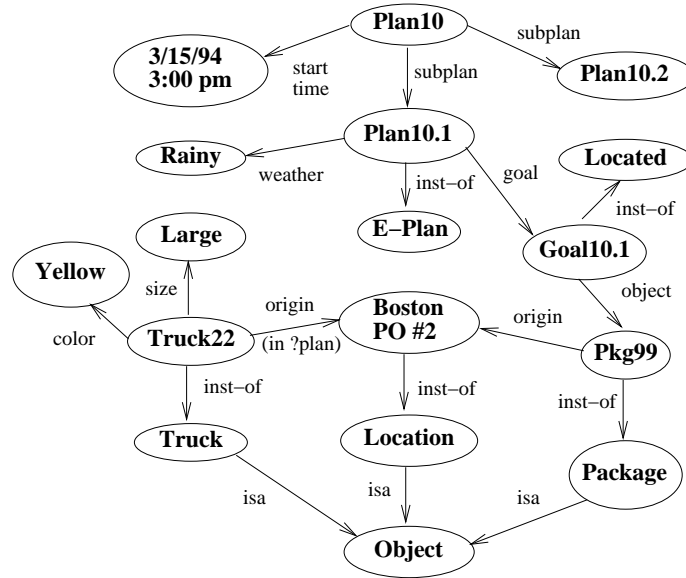 Plan10
3/15/94
3:00 pm
start
time
subplan
subplan
Plan10.2
Plan10.1
Rainy
weather
inst-of
goal
Located
inst-of
E-Plan
Large
Goal10.1
Yellow
size
object
color
Truck22
origin
(in ?plan)
Boston
PO #2
origin
Pkg99
inst-of
inst-of
inst-of
Truck
Location
Package
isa
isa
isa
Object